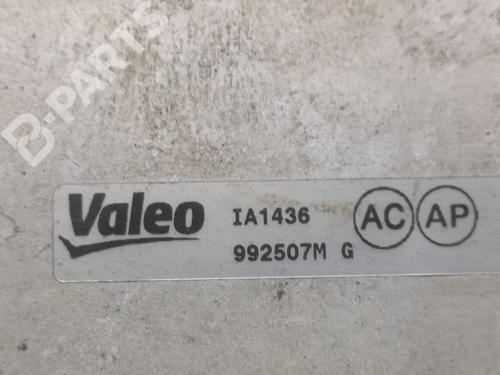 B-PARTS
Valeo IA1436 AC AP
992507M G